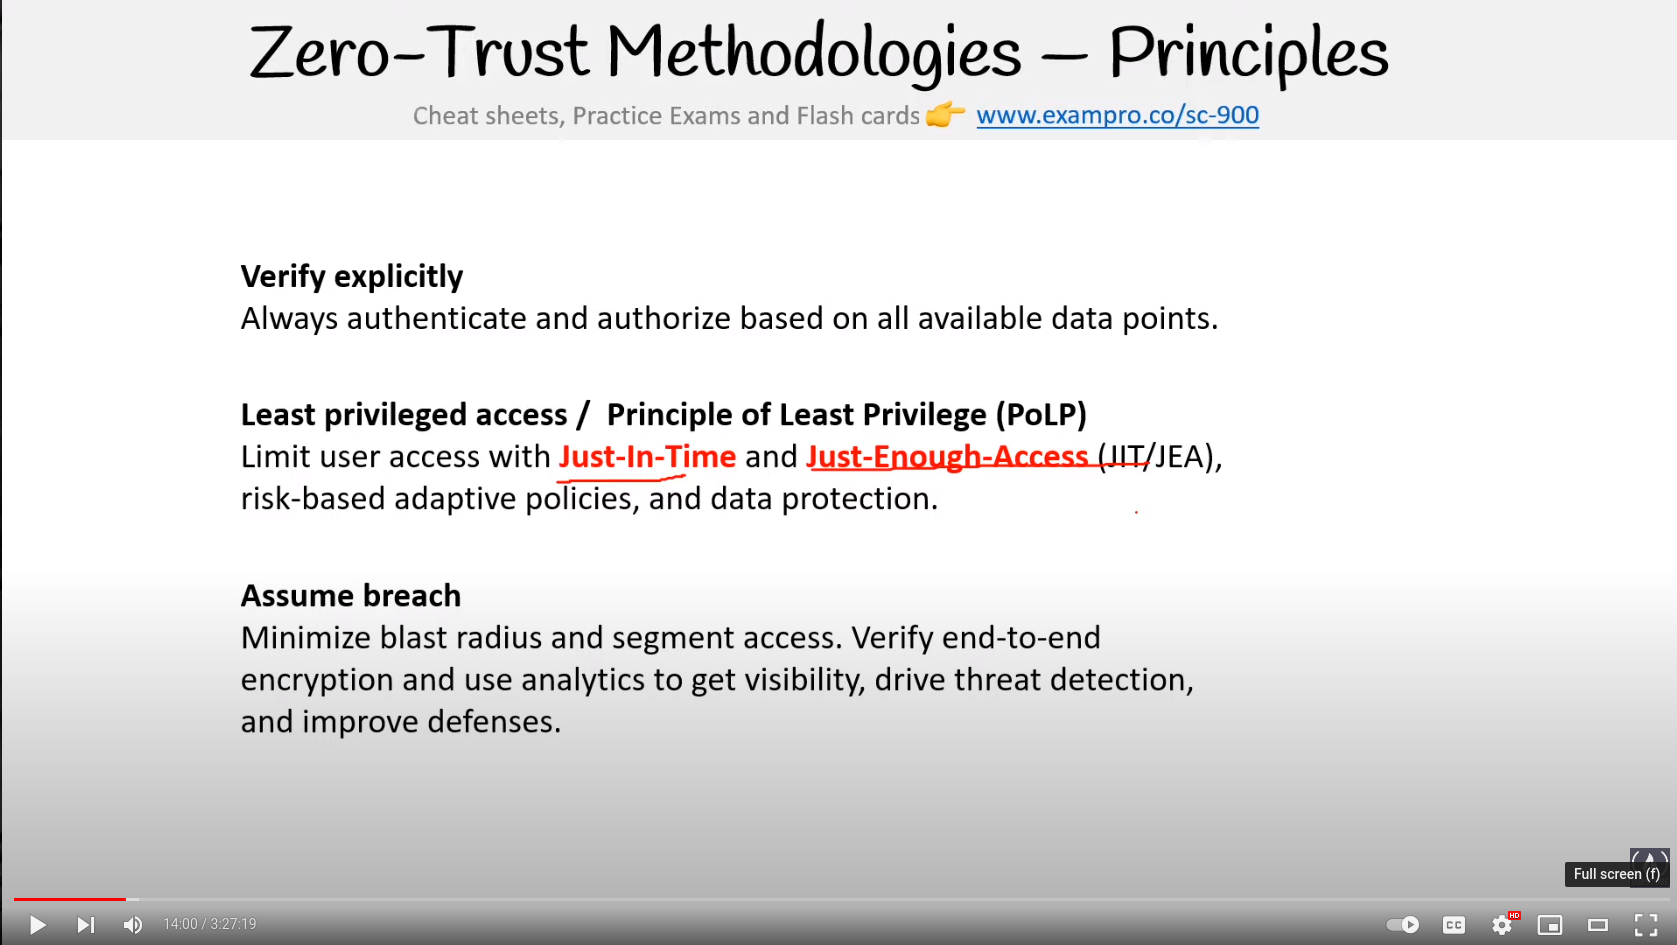 Zero-Trust Methodologies – Principles
Cheat sheets, Practice Exams and Flash cards 👉 www.exampro.co/sc-900
Verify explicitly
Always authenticate and authorize based on all available data points.
Least privileged access / Principle of Least Privilege (PoLP)
Limit user access with Just-In-Time and Just-Enough-Access (JIT/JEA),
risk-based adaptive policies, and data protection.
Assume breach
Minimize blast radius and segment access. Verify end-to-end
encryption and use analytics to get visibility, drive threat detection,
and improve defenses.
Full screen (f)
14:00 / 3:27:19
CC
HD